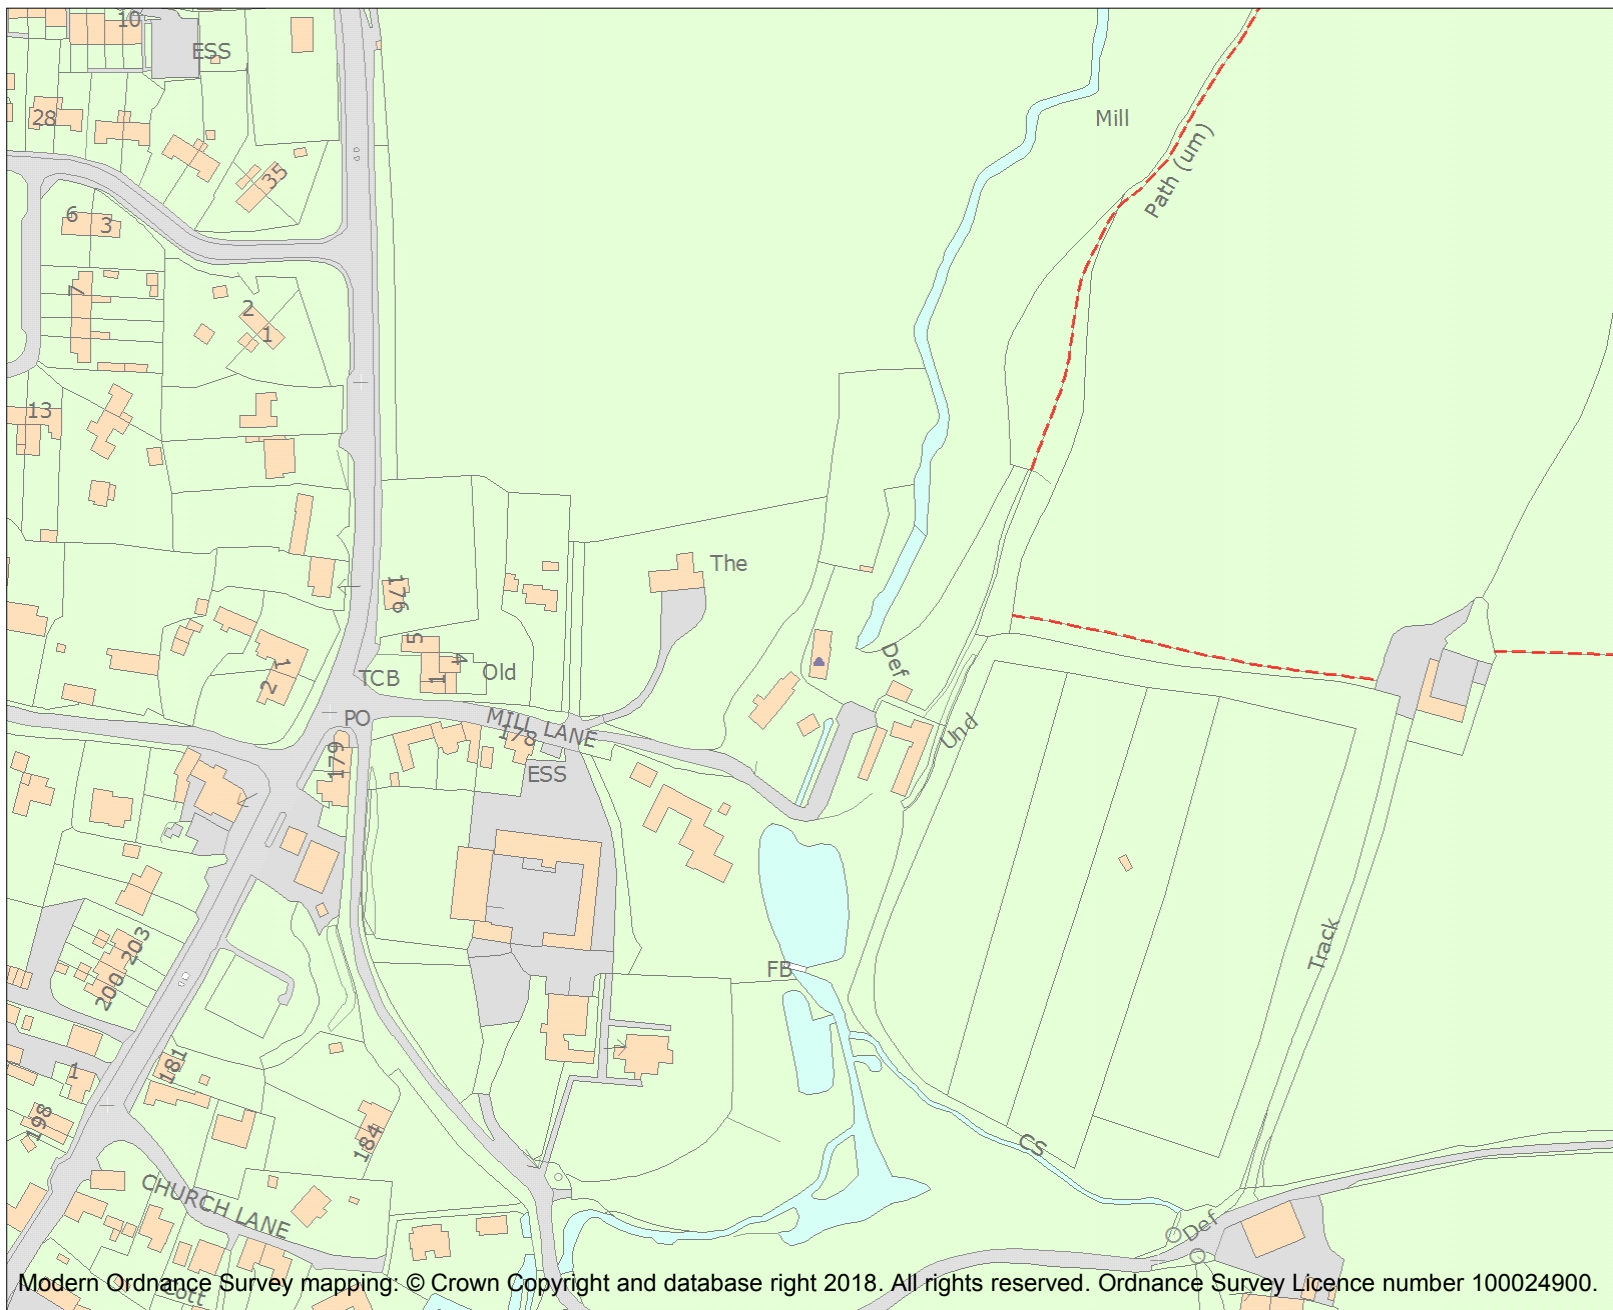 10
ESS
28
Mill
35
Path (um)
6
3
7
2
1
13
The
176
5
4
1
Old
TCB
1
2
Def
PO
MILL LANE
178
179
Und
ESS
203
200
FB
Track
181
1
198
184
CS
CHURCH LANE
Def
Cott
Modern Ordnance Survey mapping: © Crown Copyright and database right 2018. All rights reserved. Ordnance Survey Licence number 100024900.